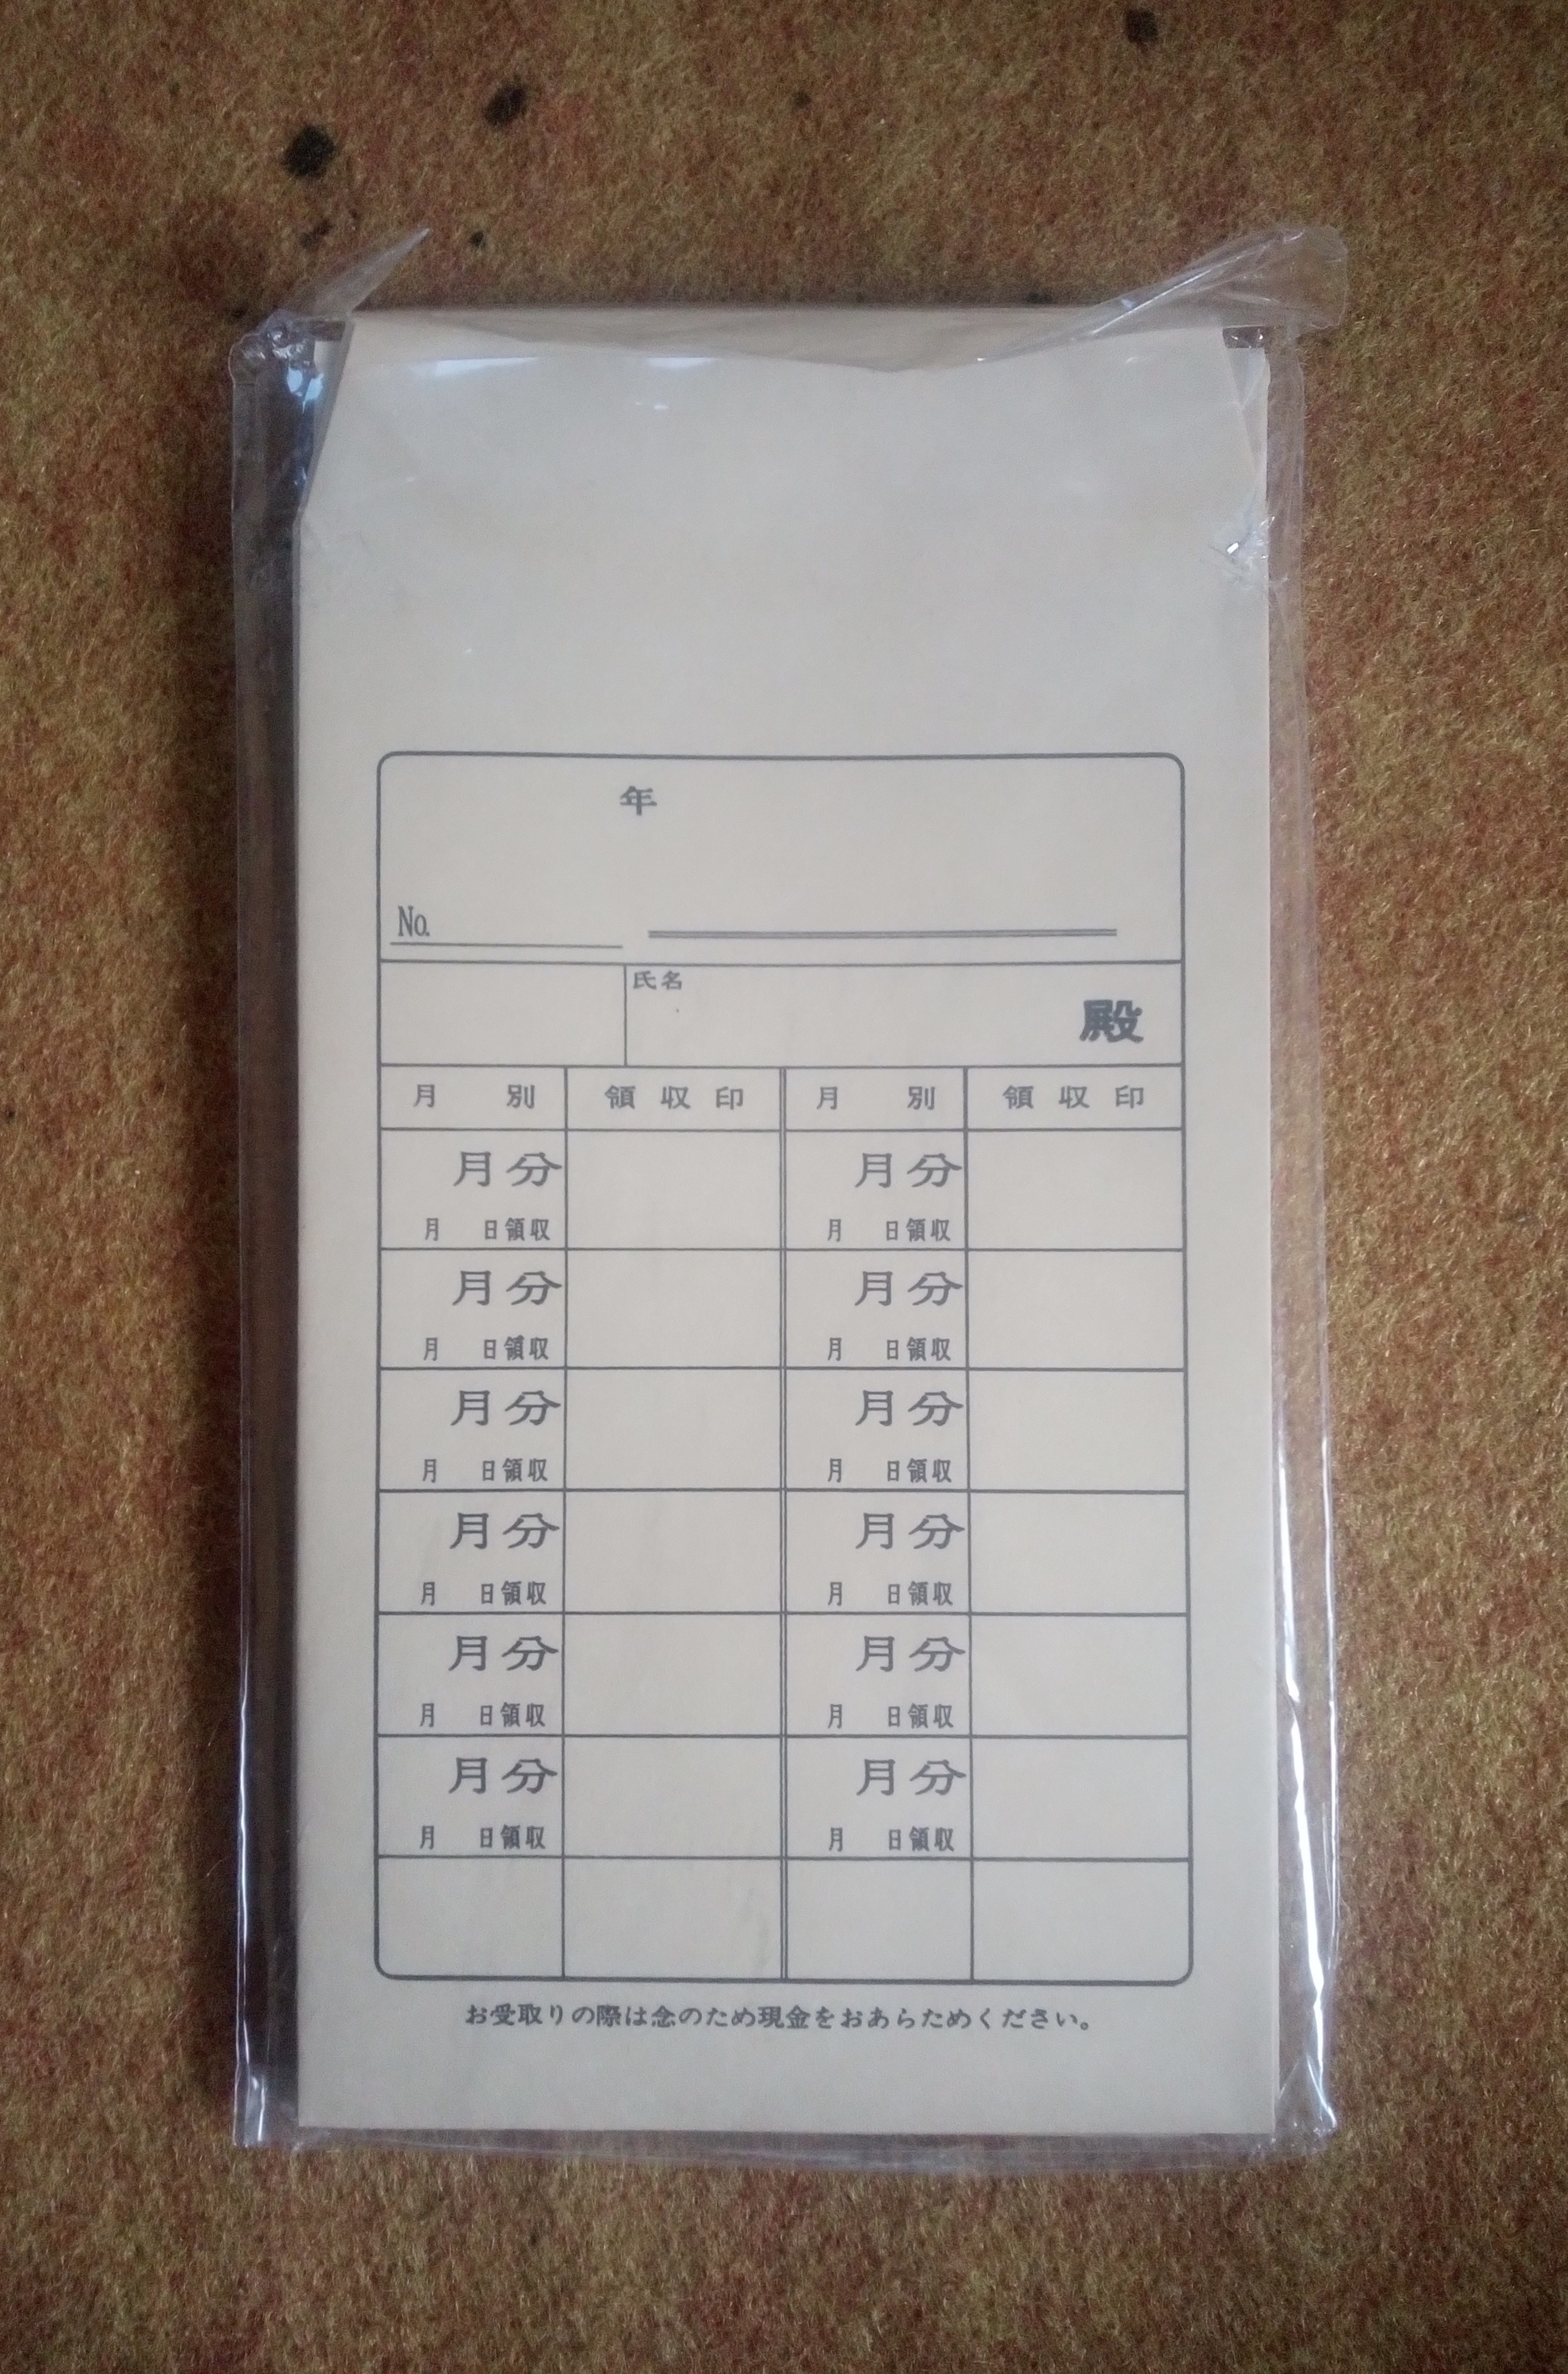 年
No.
氏名 殿
月 別 領 収 印 月 別 領 収 印
月分 月分
月 日領収 月 日領収
月分 月分
月 日領収 月 日領収
月分 月分
月 日領収 月 日領収
月分 月分
月 日領収 月 日領収
月分 月分
月 日領収 月 日領収
月分 月分
月 日領収 月 日領収
お受取りの際は念のため現金をおあらためください。